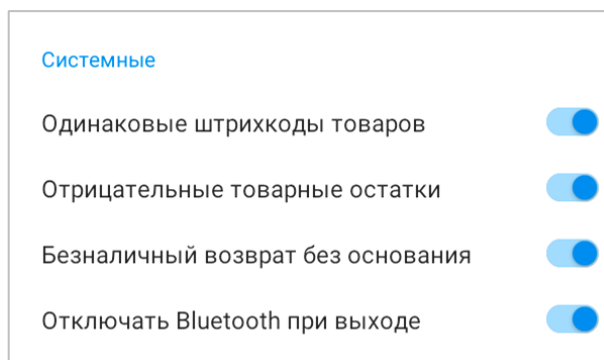 Системные
Одинаковые штрихкоды товаров
Отрицательные товарные остатки
Безналичный возврат без основания
Отключать Bluetooth при выходе